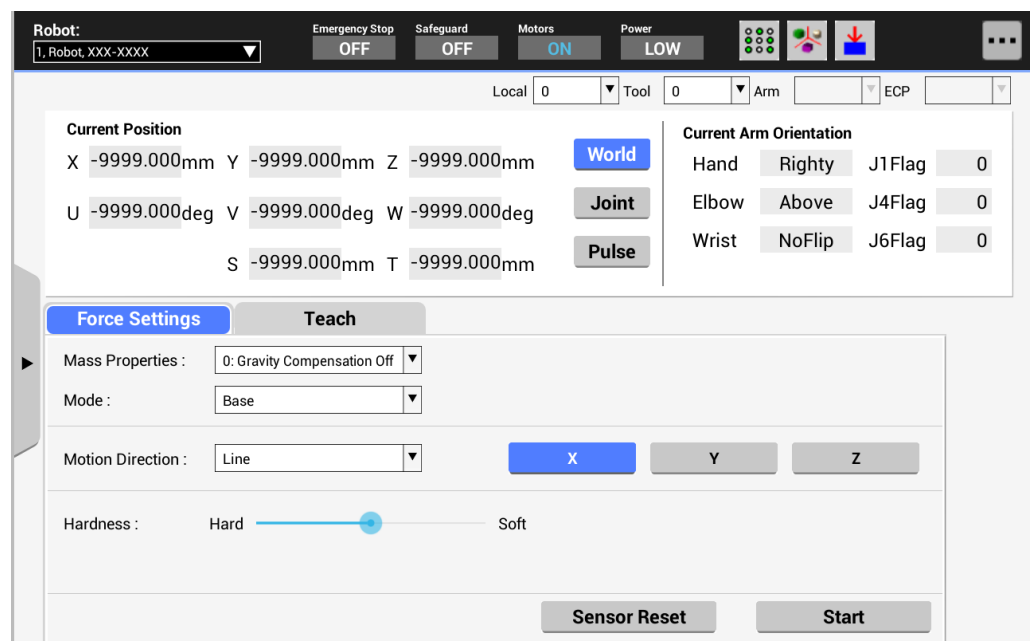 Robot:
1, Robot, XXX-XXXX
Emergency Stop
OFF
Safeguard
OFF
Motors
ON
Power
LOW
Local 0 Tool 0 Arm ECP
Current Position
X -9999.000mm Y -9999.000mm Z -9999.000mm
U -9999.000deg V -9999.000deg W -9999.000deg
S -9999.000mm T -9999.000mm
World
Joint
Pulse
Current Arm Orientation
Hand Righty J1Flag 0
Elbow Above J4Flag 0
Wrist NoFlip J6Flag 0
Force Settings Teach
Mass Properties : 0: Gravity Compensation Off
Mode : Base
Motion Direction : Line X Y Z
Hardness : Hard Soft
Sensor Reset Start